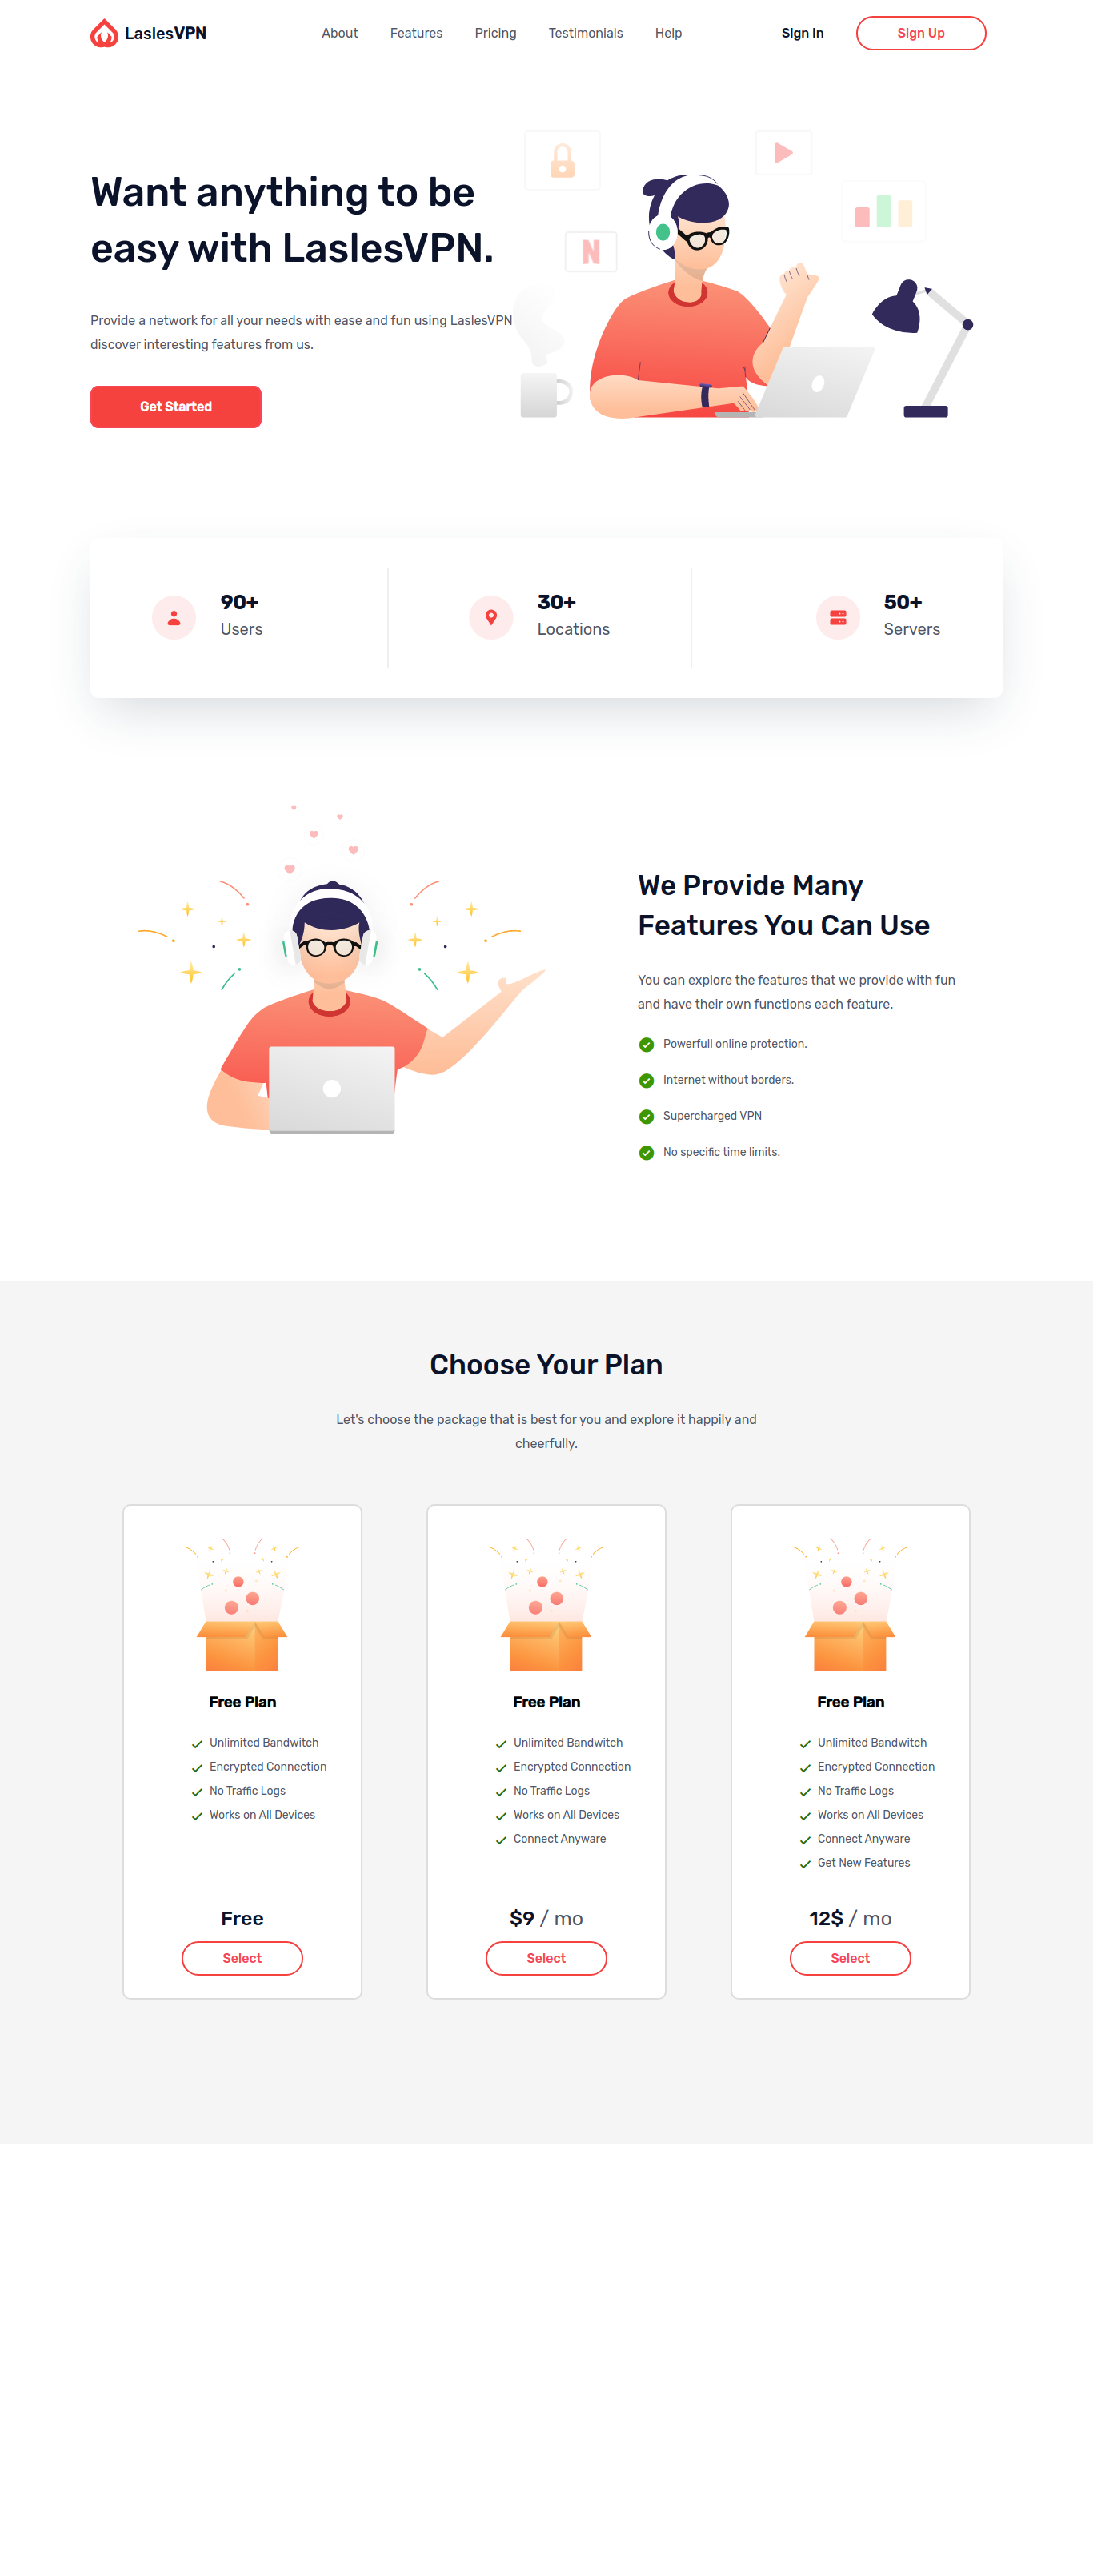 LaslesVPN
About
Features
Pricing
Testimonials
Help
Sign In
Sign Up
Want anything to be
easy with LaslesVPN.
Provide a network for all your needs with ease and fun using LaslesVPN
discover interesting features from us.
Get Started
N
90+
Users
30+
Locations
50+
Servers
We Provide Many
Features You Can Use
You can explore the features that we provide with fun
and have their own functions each feature.
Powerfull online protection.
Internet without borders.
Supercharged VPN
No specific time limits.
Choose Your Plan
Let's choose the package that is best for you and explore it happily and
cheerfully.
Free Plan
Unlimited Bandwitch
Encrypted Connection
No Traffic Logs
Works on All Devices
Free
Select
Free Plan
Unlimited Bandwitch
Encrypted Connection
No Traffic Logs
Works on All Devices
Connect Anyware
$9 / mo
Select
Free Plan
Unlimited Bandwitch
Encrypted Connection
No Traffic Logs
Works on All Devices
Connect Anyware
Get New Features
12$ / mo
Select